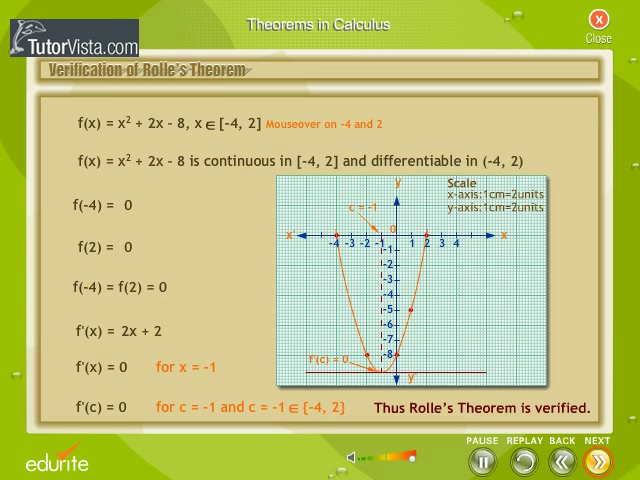 Theorems in Calculus
Close
TutorVista.com
Verification of Rolle's Theorem
f(x) = x² + 2x – 8, x ∈ [-4, 2] Mouseover on -4 and 2
f(x) = x² + 2x – 8 is continuous in [-4, 2] and differentiable in (-4, 2)
f(-4) = 0
f(2) = 0
f(-4) = f(2) = 0
f'(x) = 2x + 2
f'(x) = 0 for x = -1
f'(c) = 0 for c = -1 and c = -1 ∈ {-4, 2}
y
Scale
x-axis:1cm=2units
y-axis:1cm=2units
c = -1
0
x' x
-4 -3 -2 -1 1 2 3 4
-1
-2
-3
-4
-5
-6
-7
-8
f'(c) = 0
y'
Thus Rolle's Theorem is verified.
PAUSE REPLAY BACK NEXT
edurite